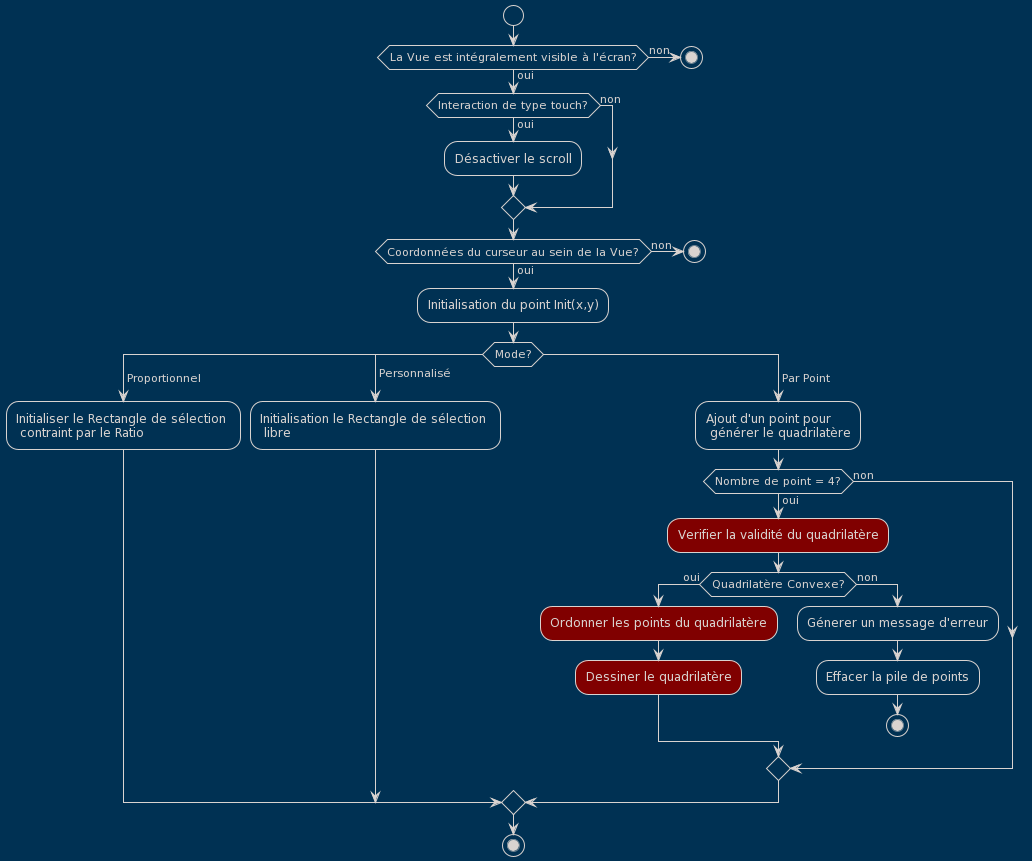 La Vue est intégralement visible à l'écran?
non
oui
Interaction de type touch?
non
oui
Désactiver le scroll
Coordonnées du curseur au sein de la Vue?
non
oui
Initialisation du point Init(x,y)
Mode?
Proportionnel
Personnalisé
Par Point
Initialiser le Rectangle de sélection
contraint par le Ratio
Initialisation le Rectangle de sélection
libre
Ajout d'un point pour
générer le quadrilatère
Nombre de point = 4?
non
oui
Verifier la validité du quadrilatère
oui
Quadrilatère Convexe?
non
Ordonner les points du quadrilatère
Génerer un message d'erreur
Dessiner le quadrilatère
Effacer la pile de points